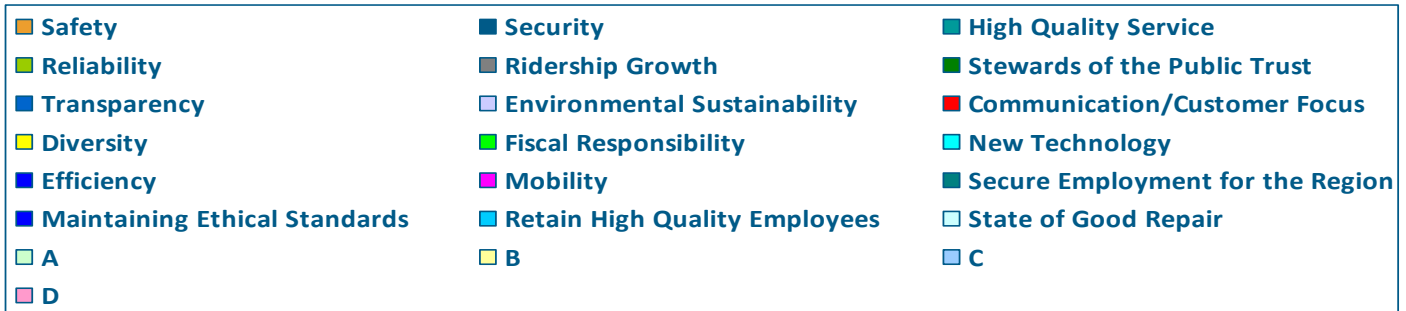 Safety Security High Quality Service
Reliability Ridership Growth Stewards of the Public Trust
Transparency Environmental Sustainability Communication/Customer Focus
Diversity Fiscal Responsibility New Technology
Efficiency Mobility Secure Employment for the Region
Maintaining Ethical Standards Retain High Quality Employees State of Good Repair
A B C
D